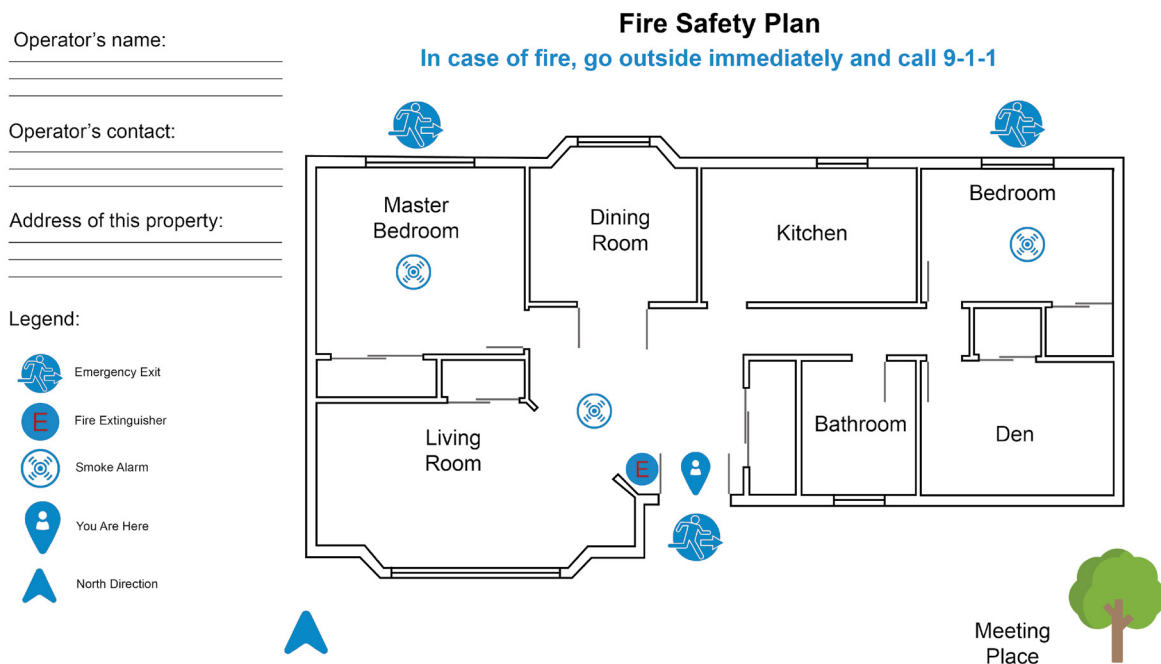 Fire Safety Plan
In case of fire, go outside immediately and call 9-1-1
Operator's name:
Operator's contact:
Address of this property:
Legend:
Emergency Exit
E
Fire Extinguisher
Smoke Alarm
You Are Here
North Direction
Master
Bedroom
Dining
Room
Kitchen
Bedroom
Living
Room
E
Bathroom
Den
Meeting
Place